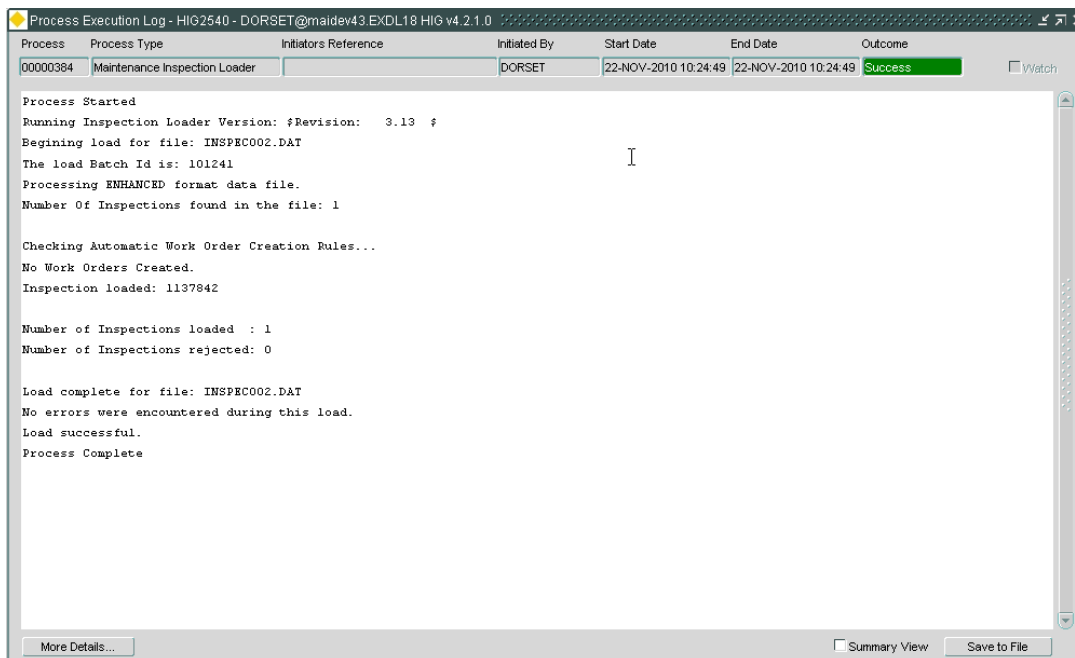 Process Execution Log - HIG2540 - DORSET@maidev43.EXDL18 HIG v4.2.1.0
Process Process Type Initiators Reference Initiated By Start Date End Date Outcome
00000384 Maintenance Inspection Loader DORSET 22-NOV-2010 10:24:49 22-NOV-2010 10:24:49 Success Watch
Process Started
Running Inspection Loader Version: $Revision: 3.13 $
Begining load for file: INSPEC002.DAT
The load Batch Id is: 101241
Processing ENHANCED format data file.
Number Of Inspections found in the file: 1
Checking Automatic Work Order Creation Rules...
No Work Orders Created.
Inspection loaded: 1137842
Number of Inspections loaded : 1
Number of Inspections rejected: 0
Load complete for file: INSPEC002.DAT
No errors were encountered during this load.
Load successful.
Process Complete
More Details... Summary View Save to File